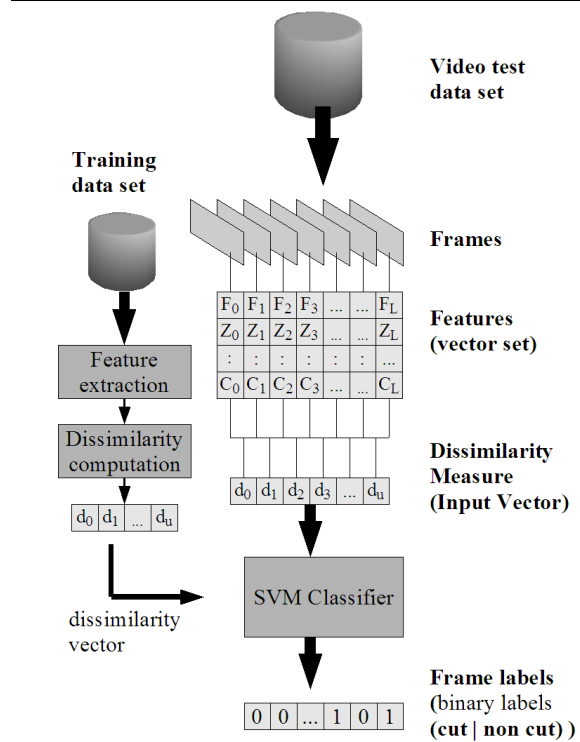 Video test
data set
Training
data set
Frames
F0 F1 F2 F3 ... ... FL
Z0 Z1 Z2 Z3 ... ... ZL
: : : : ... ... ...
C0 C1 C2 C3 ... ... CL
Features
(vector set)
Feature
extraction
Dissimilarity
computation
d0 d1 ... du
Dissimilarity
Measure
(Input Vector)
d0 d1 d2 d3 ... du
dissimilarity
vector
SVM Classifier
Frame labels
(binary labels
(cut | non cut) )
0 0 ... 1 0 1